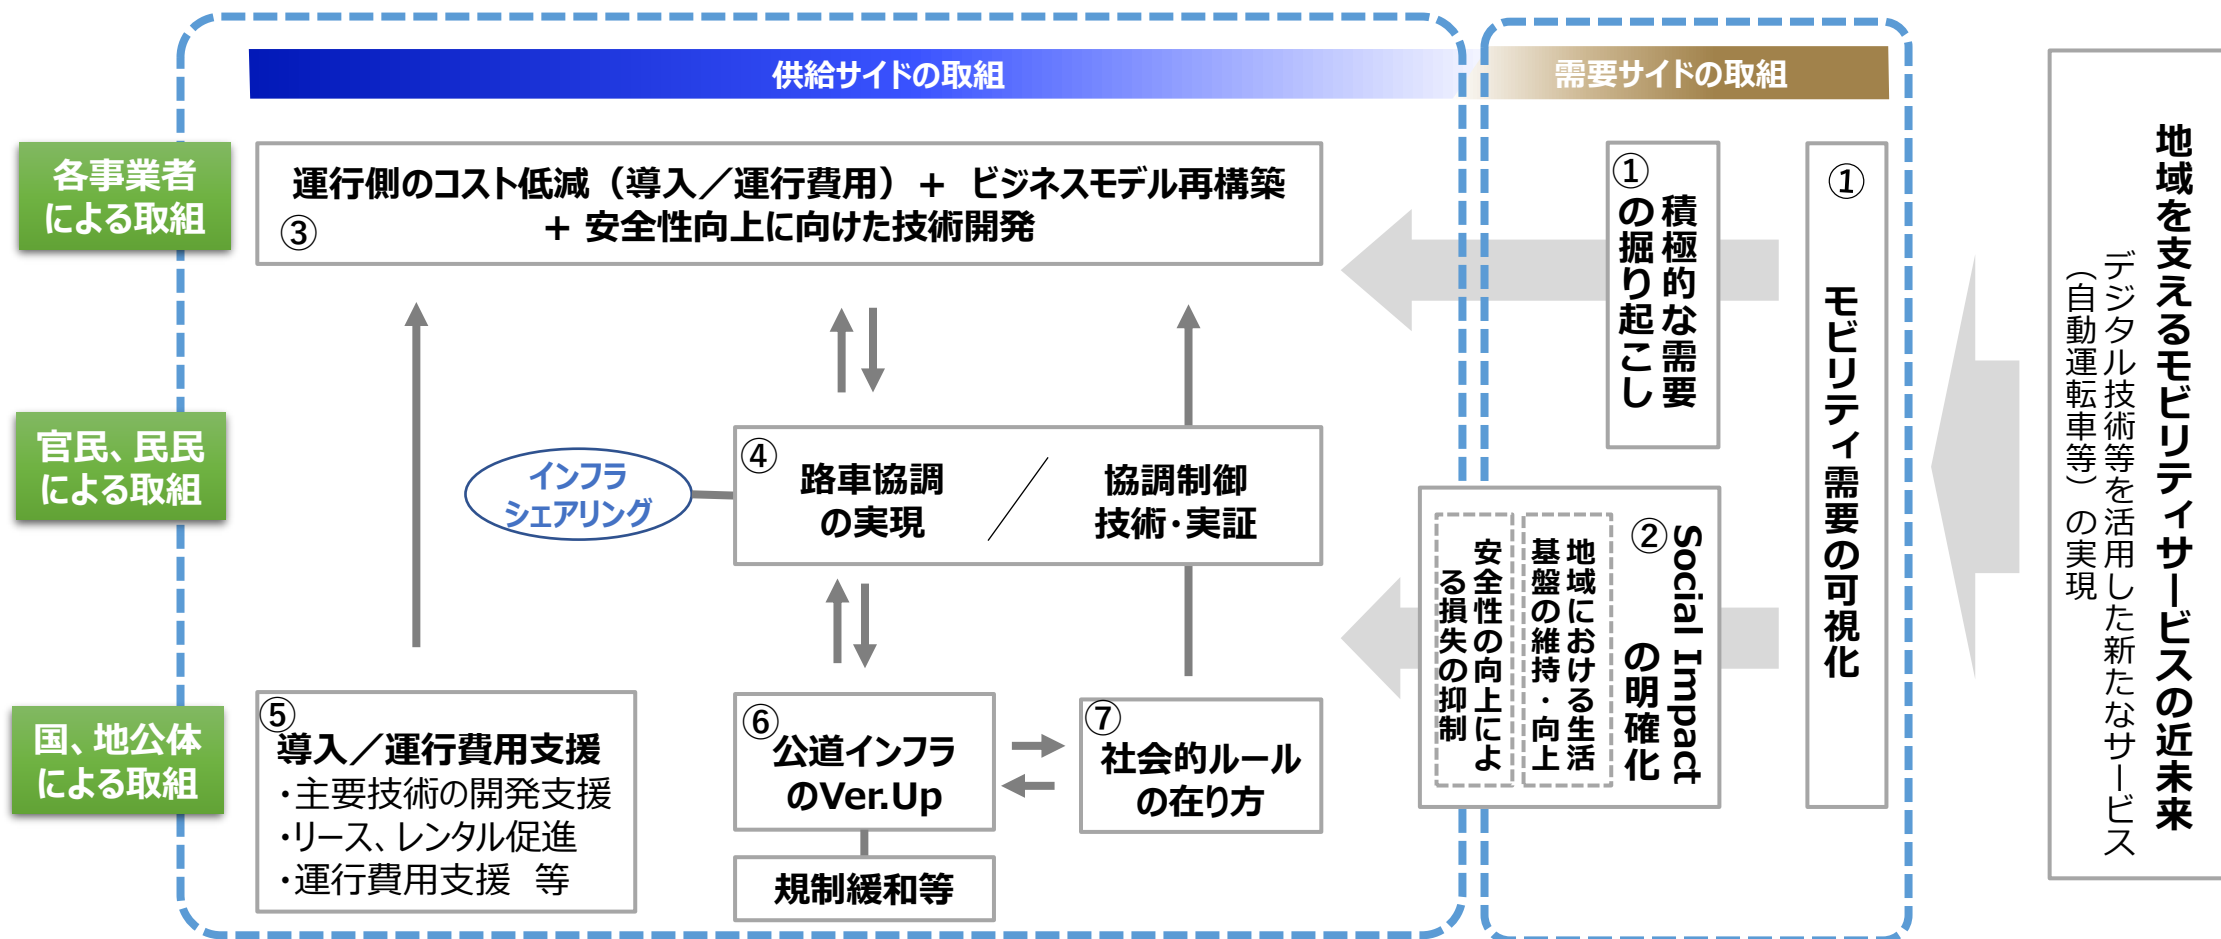 供給サイドの取組
需要サイドの取組
各事業者
による取組
運行側のコスト低減（導入／運行費用）＋ ビジネスモデル再構築
③
＋ 安全性向上に向けた技術開発
官民、民民
による取組
インフラ
シェアリング
④
路車協調
の実現
／
協調制御
技術・実証
国、地公体
による取組
⑤
導入／運行費用支援
・主要技術の開発支援
・リース、レンタル促進
・運行費用支援 等
⑥
公道インフラ
のVer.Up
規制緩和等
⑦
社会的ルール
の在り方
①
積極的な需要
の掘り起こし
②
Social Impact
の明確化
地域における生活
基盤の維持・向上
安全性の向上によ
る損失の抑制
①
モビリティ需要の可視化
地域を支えるモビリティサービスの近未来
デジタル技術等を活用した新たなサービス
（自動運転車等）の実現